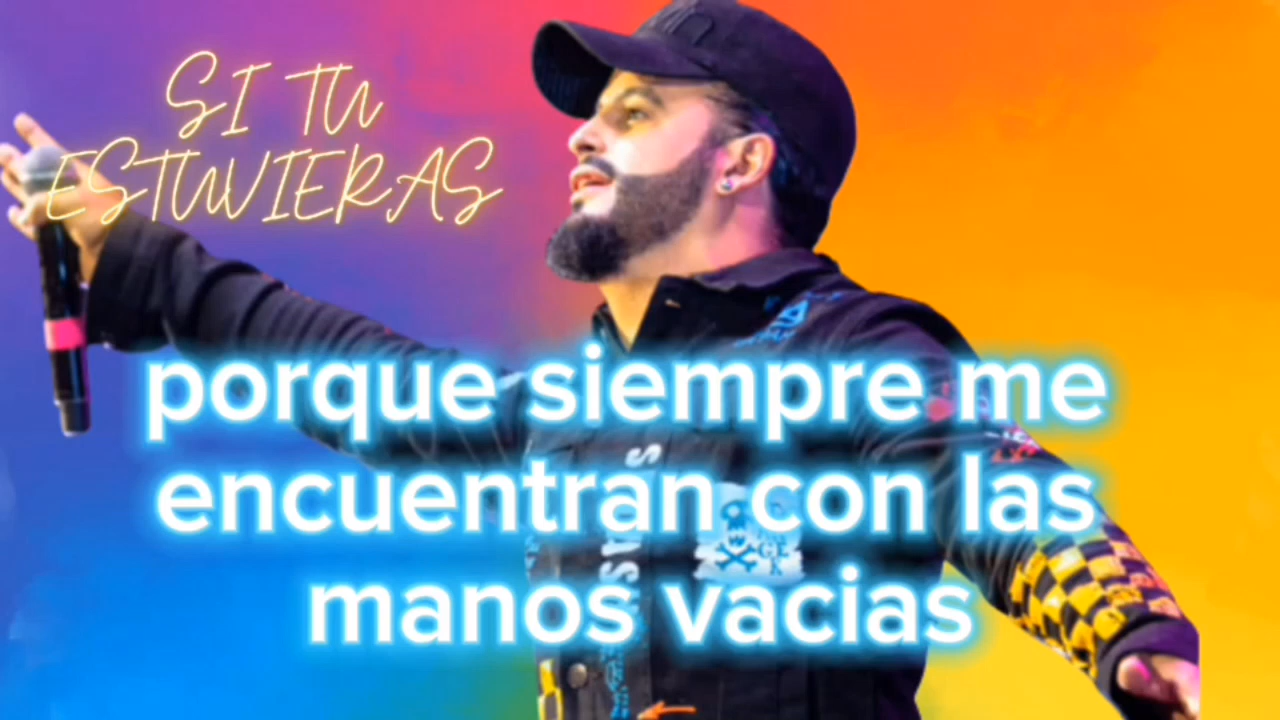 SI TU
ESTUVIERAS
porque siempre me
encuentran con las
manos vacias